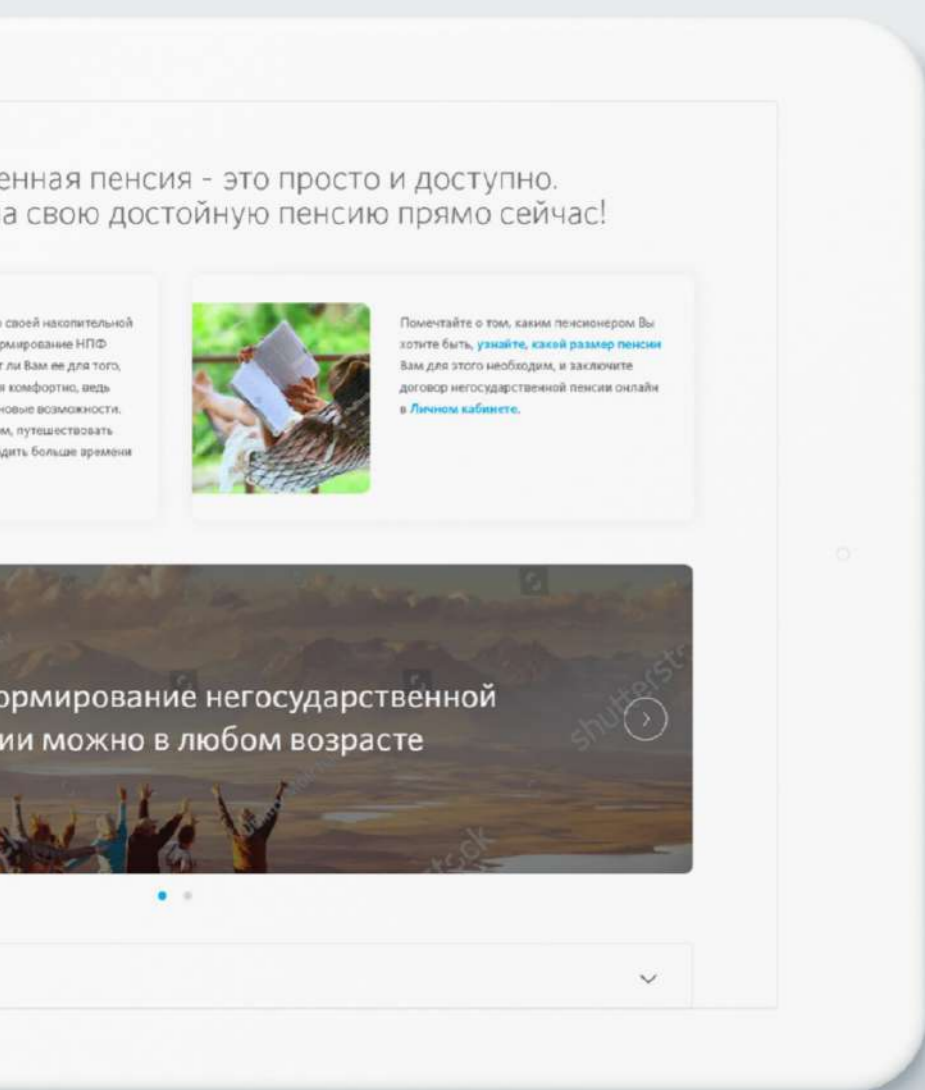 енная пенсия - это просто и доступно.
а свою достойную пенсию прямо сейчас!
своей накопительной
рмирование НПФ
ли Вам ее для того,
комфортно, ведь
новые возможности.
м, путешествовать
дить больше времени
Помечтайте о том, каким пенсионером Вы
хотите быть, узнайте, какой размер пенсии
Вам для этого необходим, и заключите
договор негосударственной пенсии онлайн
в Личном кабинете.
ормирование негосударственной
ии можно в любом возрасте
shutterstock
stock